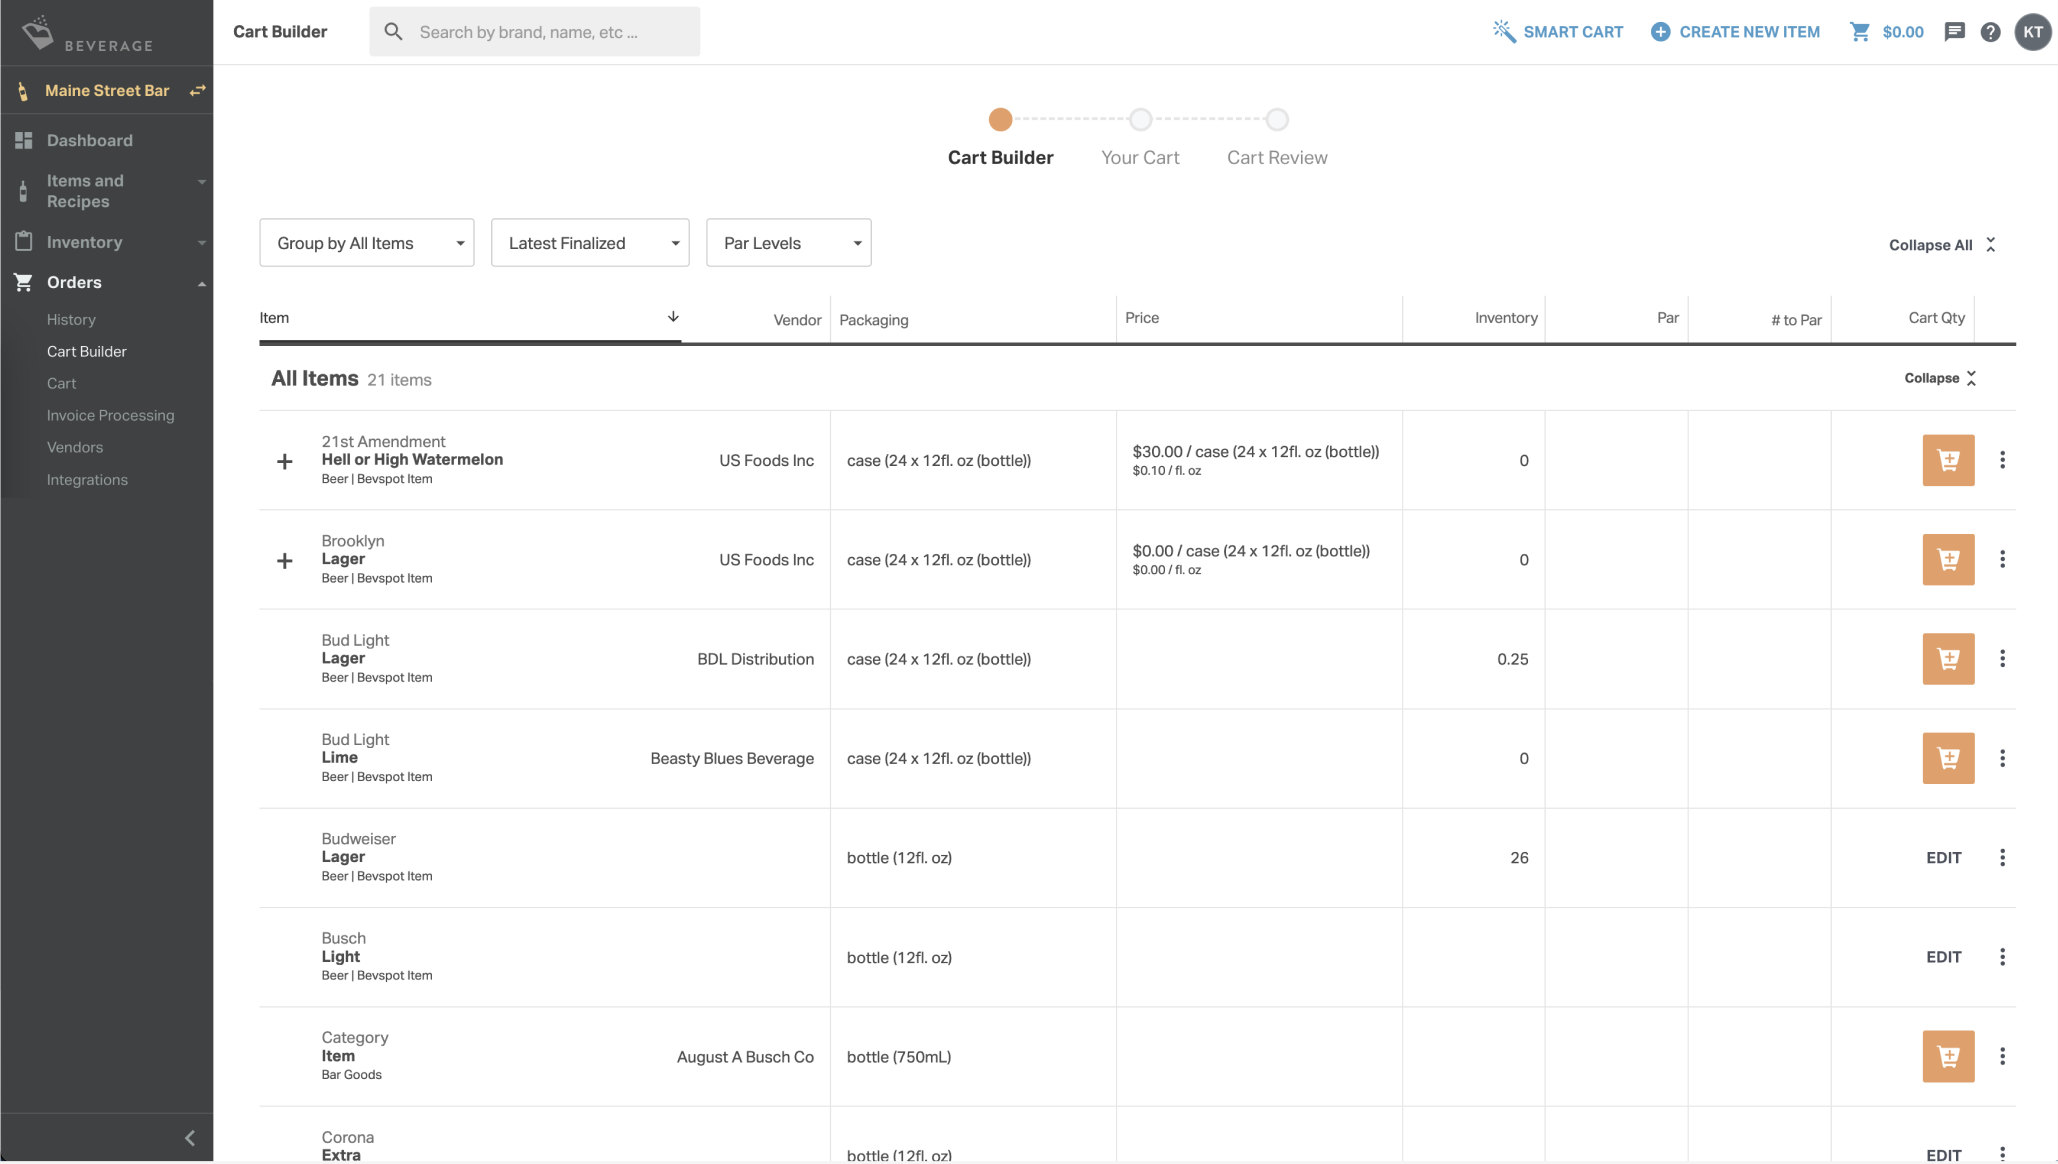 BEVERAGE
Maine Street Bar
Dashboard
Items and
Recipes
Inventory
Orders
History
Cart Builder
Cart
Invoice Processing
Vendors
Integrations
Cart Builder
Search by brand, name, etc ...
SMART CART
CREATE NEW ITEM
$0.00
KT
Cart Builder
Your Cart
Cart Review
Group by All Items
Latest Finalized
Par Levels
Collapse All
Item
Vendor
Packaging
Price
Inventory
Par
# to Par
Cart Qty
All Items 21 items
Collapse
21st Amendment
Hell or High Watermelon
Beer | Bevspot Item
US Foods Inc
case (24 x 12fl. oz (bottle))
$30.00 / case (24 x 12fl. oz (bottle))
$0.10 / fl. oz
0
Brooklyn
Lager
Beer | Bevspot Item
US Foods Inc
case (24 x 12fl. oz (bottle))
$0.00 / case (24 x 12fl. oz (bottle))
$0.00 / fl. oz
0
Bud Light
Lager
Beer | Bevspot Item
BDL Distribution
case (24 x 12fl. oz (bottle))
0.25
Bud Light
Lime
Beer | Bevspot Item
Beasty Blues Beverage
case (24 x 12fl. oz (bottle))
0
Budweiser
Lager
Beer | Bevspot Item
bottle (12fl. oz)
26
EDIT
Busch
Light
Beer | Bevspot Item
bottle (12fl. oz)
EDIT
Category
Item
Bar Goods
August A Busch Co
bottle (750mL)
Corona
Extra
bottle (12fl. oz)
EDIT